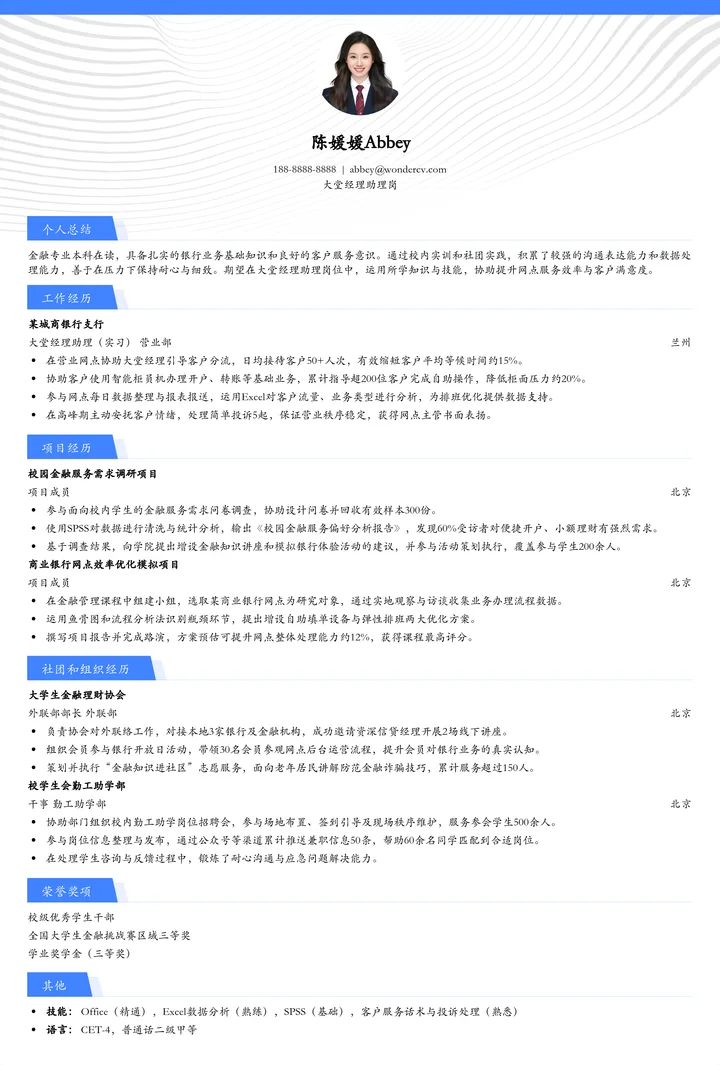 陈媛媛Abbey
188-8888-8888 | abbey@wondercv.com
大堂经理助理岗
个人总结
金融专业本科在读，具备扎实的银行业务基础知识和良好的客户服务意识。通过校内实训和社团实践，积累了较强的沟通表达能力和数据处
理能力，善于在压力下保持耐心与细致。期望在大堂经理助理岗位中，运用所学知识与技能，协助提升网点服务效率与客户满意度。
工作经历
某城商银行支行
大堂经理助理（实习） 营业部 兰州
• 在营业网点协助大堂经理引导客户分流，日均接待客户50+人次，有效缩短客户平均等候时间约15%。
• 协助客户使用智能柜员机办理开户、转账等基础业务，累计指导超200位客户完成自助操作，降低柜面压力约20%。
• 参与网点每日数据整理与报表报送，运用Excel对客户流量、业务类型进行分析，为排班优化提供数据支持。
• 在高峰期主动安抚客户情绪，处理简单投诉5起，保证营业秩序稳定，获得网点主管书面表扬。
项目经历
校园金融服务需求调研项目
项目成员 北京
• 参与面向校内学生的金融服务需求问卷调查，协助设计问卷并回收有效样本300份。
• 使用SPSS对数据进行清洗与统计分析，输出《校园金融服务偏好分析报告》，发现60%受访者对便捷开户、小额理财有强烈需求。
• 基于调查结果，向学院提出增设金融知识讲座和模拟银行体验活动的建议，并参与活动策划执行，覆盖参与学生200余人。
商业银行网点效率优化模拟项目
项目成员 北京
• 在金融管理课程中组建小组，选取某商业银行网点为研究对象，通过实地观察与访谈收集业务办理流程数据。
• 运用鱼骨图和流程分析法识别瓶颈环节，提出增设自助填单设备与弹性排班两大优化方案。
• 撰写项目报告并完成路演，方案预估可提升网点整体处理能力约12%，获得课程最高评分。
社团和组织经历
大学生金融理财协会
外联部部长 外联部 北京
• 负责协会对外联络工作，对接本地3家银行及金融机构，成功邀请资深信贷经理开展2场线下讲座。
• 组织会员参与银行开放日活动，带领30名会员参观网点后台运营流程，提升会员对银行业务的真实认知。
• 策划并执行“金融知识进社区”志愿服务，面向老年居民讲解防范金融诈骗技巧，累计服务超过150人。
校学生会勤工助学部
干事 勤工助学部 北京
• 协助部门组织校内勤工助学岗位招聘会，参与场地布置、签到引导及现场秩序维护，服务参会学生500余人。
• 参与岗位信息整理与发布，通过公众号等渠道累计推送兼职信息50条，帮助60余名同学匹配到合适岗位。
• 在处理学生咨询与反馈过程中，锻炼了耐心沟通与应急问题解决能力。
荣誉奖项
校级优秀学生干部
全国大学生金融挑战赛区域三等奖
学业奖学金（三等奖）
其他
• 技能： Office（精通）, Excel数据分析（熟练）, SPSS（基础）, 客户服务话术与投诉处理（熟悉）
• 语言： CET-4，普通话二级甲等